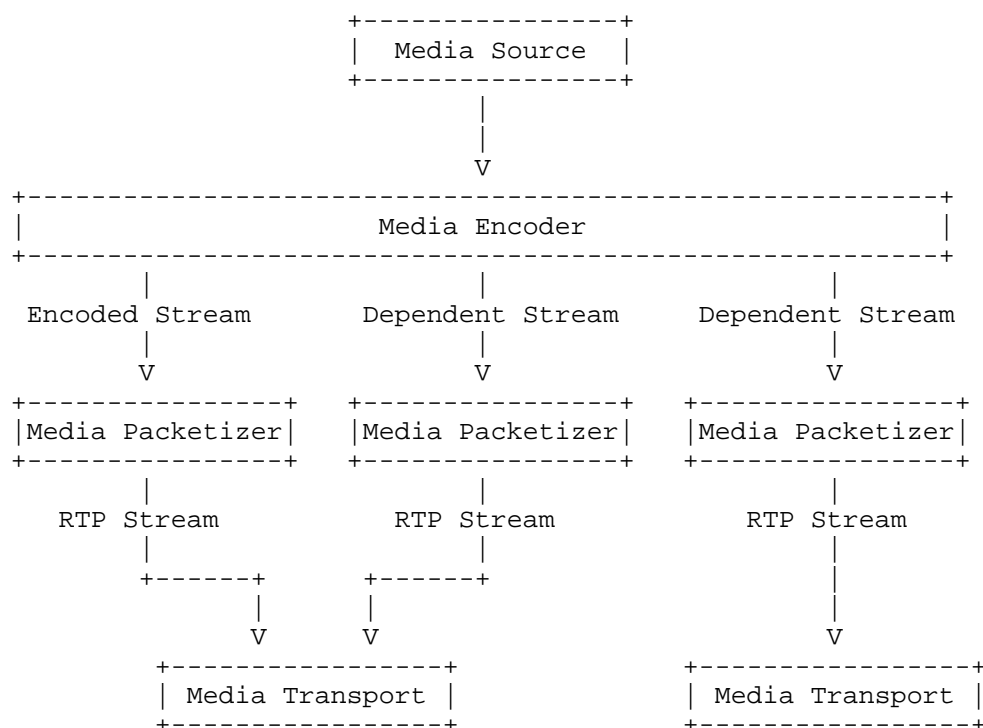 Media Source
V
Media Encoder
Encoded Stream Dependent Stream Dependent Stream
V V V
Media Packetizer Media Packetizer Media Packetizer
RTP Stream RTP Stream RTP Stream
V V V
Media Transport Media Transport